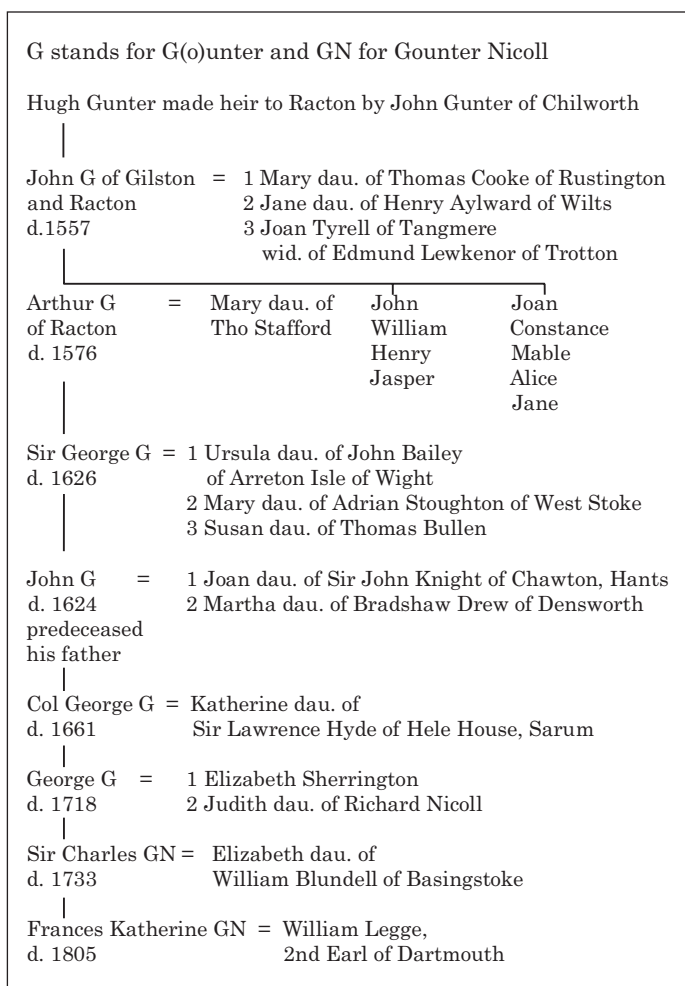 G stands for G(o)unter and GN for Gounter Nicoll
Hugh Gunter made heir to Racton by John Gunter of Chilworth
John G of Gilston = 1 Mary dau. of Thomas Cooke of Rustington
and Racton 2 Jane dau. of Henry Aylward of Wilts
d.1557 3 Joan Tyrell of Tangmere
wid. of Edmund Lewkenor of Trotton
Arthur G = Mary dau. of John Joan
of Racton Tho Stafford William Constance
d. 1576 Henry Mable
Jasper Alice
Jane
Sir George G = 1 Ursula dau. of John Bailey
d. 1626 of Arreton Isle of Wight
2 Mary dau. of Adrian Stoughton of West Stoke
3 Susan dau. of Thomas Bullen
John G = 1 Joan dau. of Sir John Knight of Chawton, Hants
d. 1624 2 Martha dau. of Bradshaw Drew of Densworth
predeceased
his father
Col George G = Katherine dau. of
d. 1661 Sir Lawrence Hyde of Hele House, Sarum
George G = 1 Elizabeth Sherrington
d. 1718 2 Judith dau. of Richard Nicoll
Sir Charles GN = Elizabeth dau. of
d. 1733 William Blundell of Basingstoke
Frances Katherine GN = William Legge,
d. 1805 2nd Earl of Dartmouth